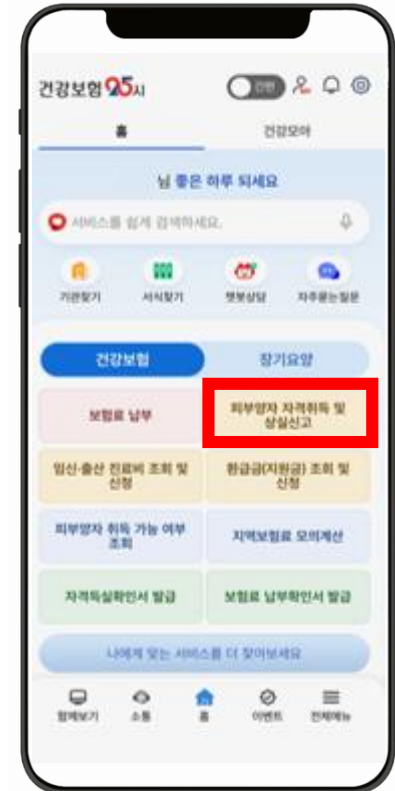 건강보험 25시
간편
홈 건강모아
님 좋은 하루 되세요
서비스를 쉽게 검색하세요.
기관찾기 서식찾기 챗봇상담 자주묻는질문
건강보험 장기요양
보험료 납부
피부양자 자격취득 및
상실신고
임신·출산 진료비 조회 및
신청
환급금(지원금) 조회 및
신청
피부양자 취득 가능 여부
조회
지역보험료 모의계산
자격득실확인서 발급
보험료 납부확인서 발급
나에게 맞는 서비스를 더 찾아보세요
함께보기 소통 홈 이벤트 전체메뉴